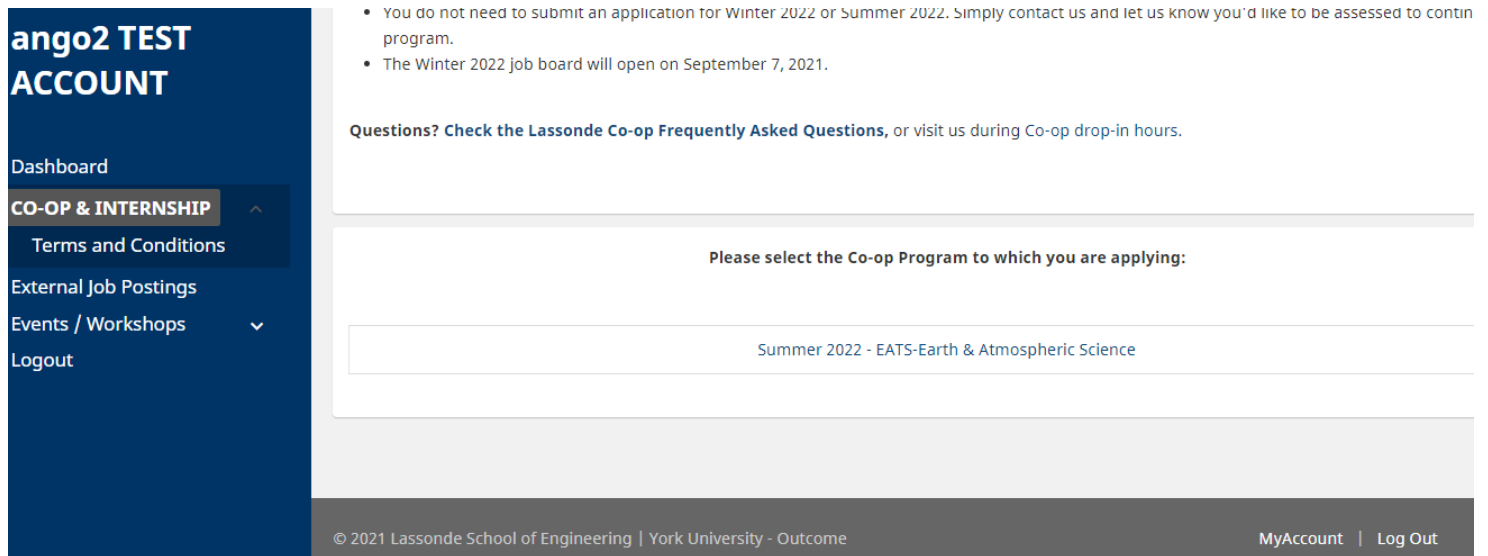 ango2 TEST
ACCOUNT
Dashboard
CO-OP & INTERNSHIP
Terms and Conditions
External Job Postings
Events / Workshops
Logout
You do not need to submit an application for Winter 2022 or Summer 2022. Simply contact us and let us know you'd like to be assessed to contin
program.
The Winter 2022 job board will open on September 7, 2021.
Questions? Check the Lassonde Co-op Frequently Asked Questions, or visit us during Co-op drop-in hours.
Please select the Co-op Program to which you are applying:
Summer 2022 - EATS-Earth & Atmospheric Science
© 2021 Lassonde School of Engineering | York University - Outcome
MyAccount | Log Out